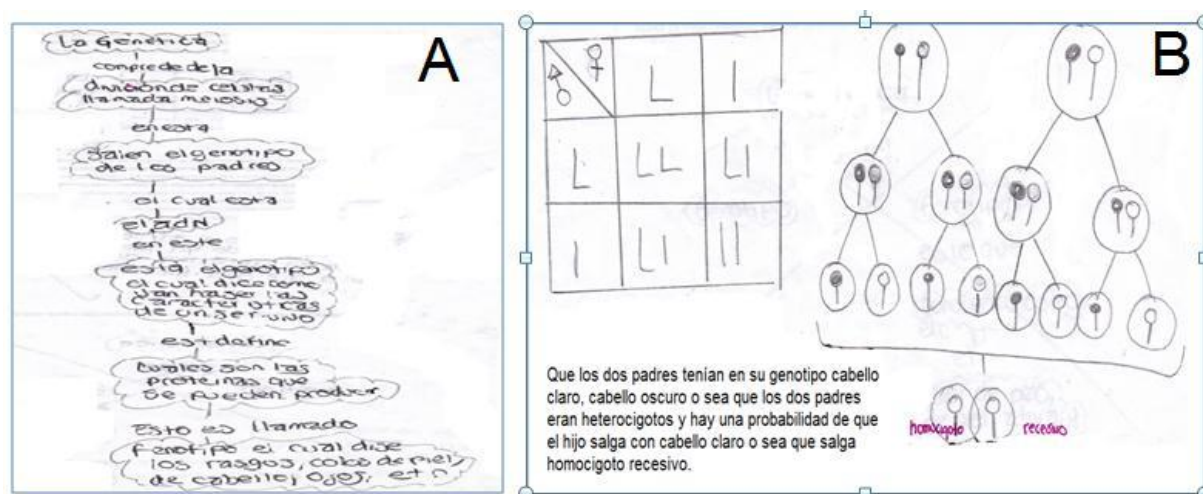 A
La Genetica
comprede de la
división de celulas
llamada meiosis
en esta
Salen el genotipo
de los padres
el cual esta
el adn
en este
esta el genotipo
el cual dice como
van haser las
caracteristicas
de un ser vivo
este define
cuales son las
proteinas que
se pueden producir
esto es llamado
fenotipo el cual dise
los rasgos, color de piel,
de cabello, ojos, etc
B
♀ L l
♂
L LL Ll
l Ll ll
Que los dos padres tenían en su genotipo cabello
claro, cabello oscuro o sea que los dos padres
eran heterocigotos y hay una probabilidad de que
el hijo salga con cabello claro o sea que salga
homocigoto recesivo.
homocigoto recesivo